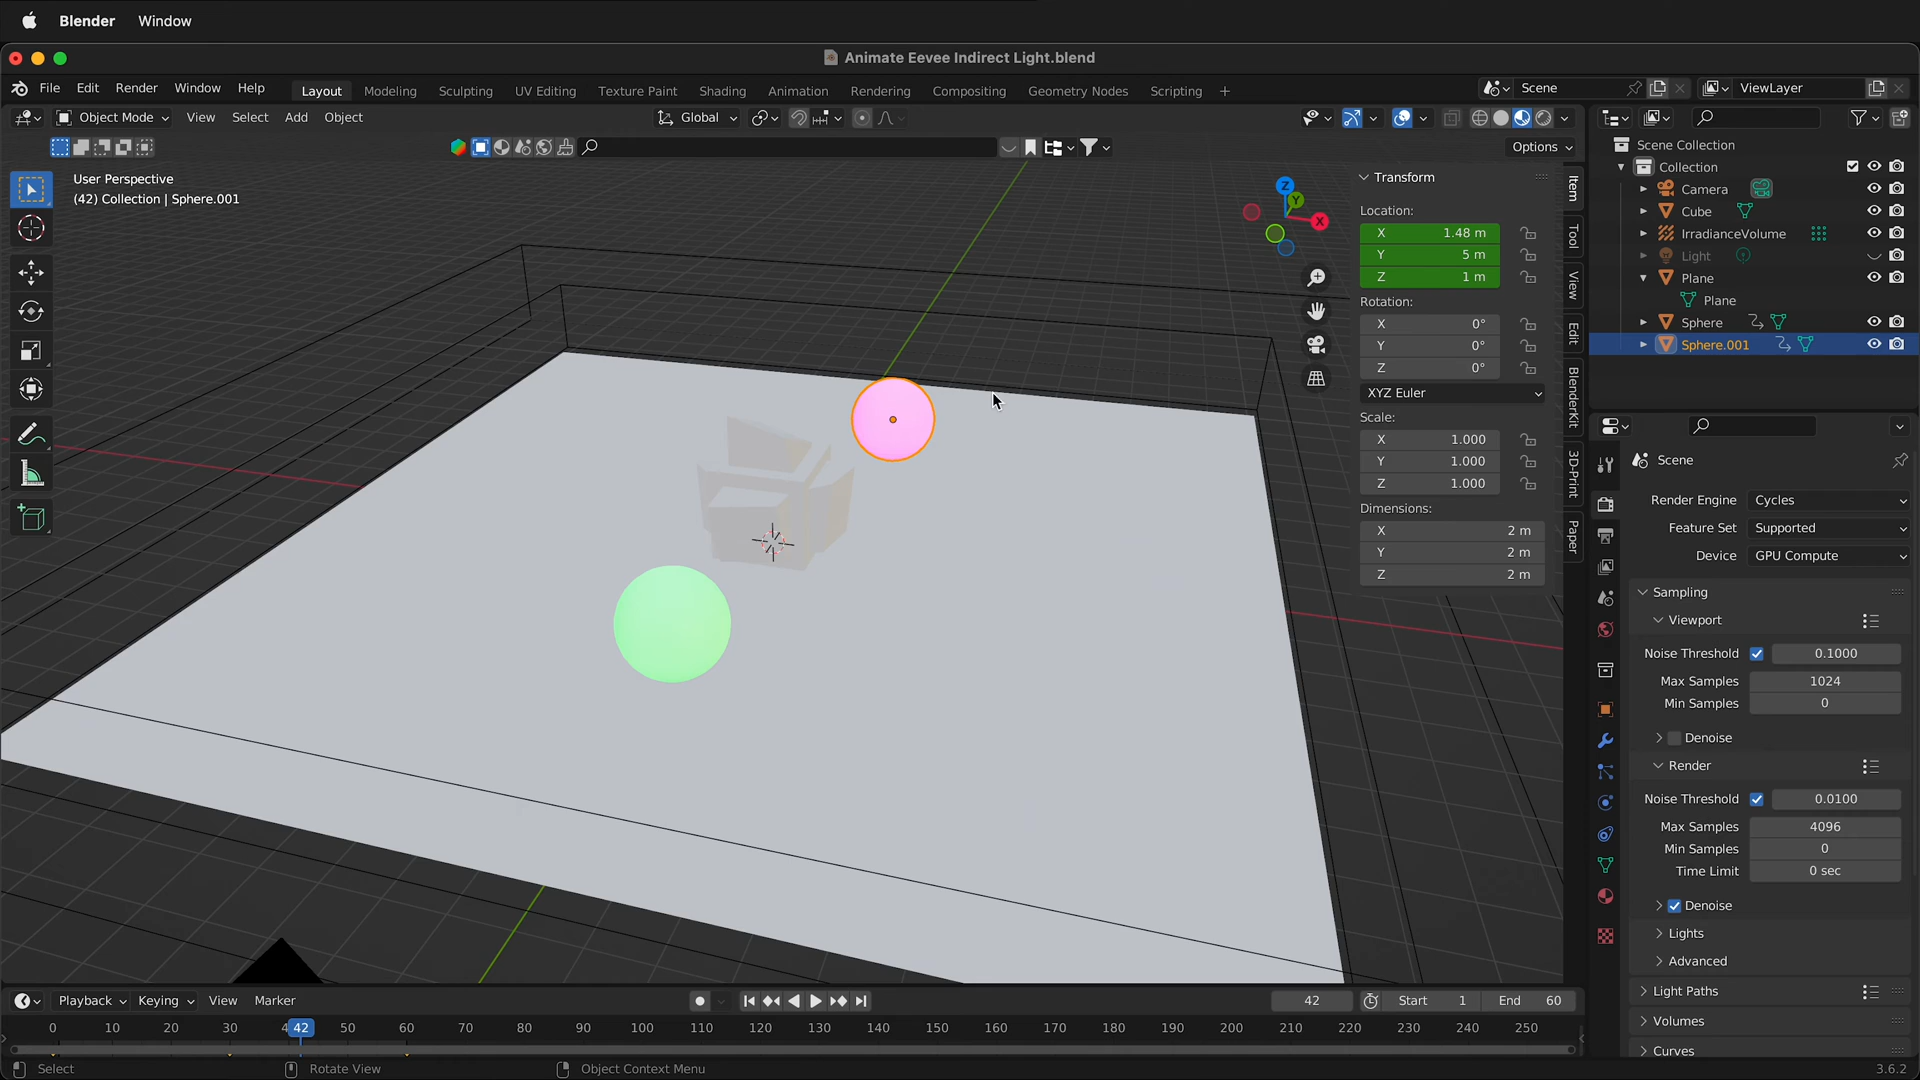 Blender Window
Animate Eevee Indirect Light.blend
File Edit Render Window Help Layout Modeling Sculpting UV Editing Texture Paint Shading Animation Rendering Compositing Geometry Nodes Scripting + Scene ViewLayer
Object Mode View Select Add Object Global
Options
User Perspective
(42) Collection | Sphere.001
Z
Y
X
Transform
Location:
X 1.48 m
Y 5 m
Z 1 m
Rotation:
X 0°
Y 0°
Z 0°
XYZ Euler
Scale:
X 1.000
Y 1.000
Z 1.000
Dimensions:
X 2 m
Y 2 m
Z 2 m
Item
Tool
View
Edit
BlenderKit
3D-Print
Paper
Scene Collection
Collection
Camera
Cube
IrradianceVolume
Light
Plane
Plane
Sphere
Sphere.001
Scene
Render Engine Cycles
Feature Set Supported
Device GPU Compute
Sampling
Viewport
Noise Threshold 0.1000
Max Samples 1024
Min Samples 0
Denoise
Render
Noise Threshold 0.0100
Max Samples 4096
Min Samples 0
Time Limit 0 sec
Denoise
Lights
Advanced
Light Paths
Volumes
Curves
Playback Keying View Marker 42 Start 1 End 60
0 10 20 30 4 42 50 60 70 80 90 100 110 120 130 140 150 160 170 180 190 200 210 220 230 240 250
Select Rotate View Object Context Menu 3.6.2